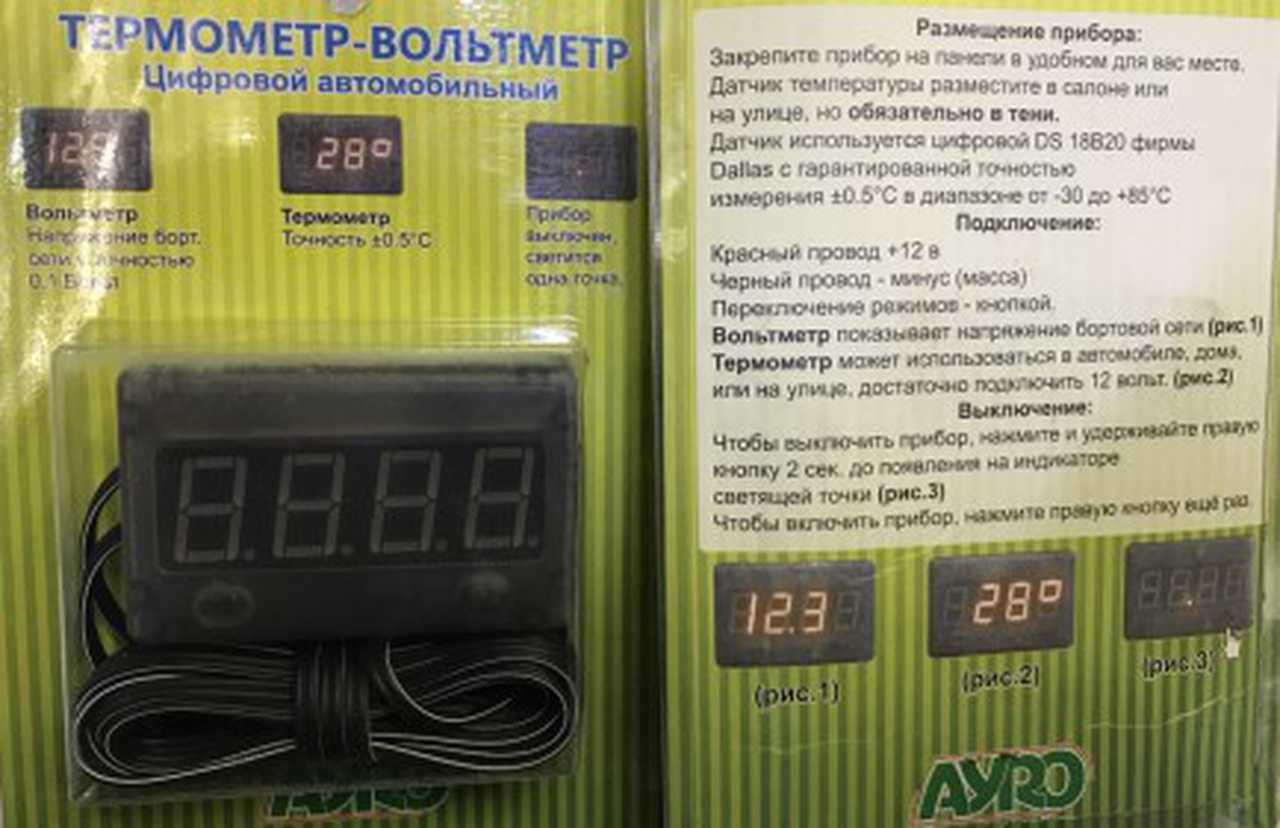 ТЕРМОМЕТР-ВОЛЬТМЕТР
Цифровой автомобильный
12.
28°
Вольтметр
Напряжение борт.
сети с точностью
0.1 Вольт
Термометр
Точность ±0.5°С
Прибор
выключен,
светится
одна точка.
AYRO
Размещение прибора:
Закрепите прибор на панели в удобном для вас месте.
Датчик температуры разместите в салоне или
на улице, но обязательно в тени.
Датчик используется цифровой DS 18B20 фирмы
Dallas с гарантированной точностью
измерения ±0.5°С в диапазоне от -30 до +85°С
Подключение:
Красный провод +12 в
Черный провод - минус (масса)
Переключение режимов - кнопкой.
Вольтметр показывает напряжение бортовой сети (рис.1)
Термометр может использоваться в автомобиле, дома,
или на улице, достаточно подключить 12 вольт. (рис.2)
Выключение:
Чтобы выключить прибор, нажмите и удерживайте правую
кнопку 2 сек. до появления на индикаторе
светящей точки (рис.3)
Чтобы включить прибор, нажмите правую кнопку ещё раз.
12.3
28°
(рис.1)
(рис.2)
(рис.3)
AYRO